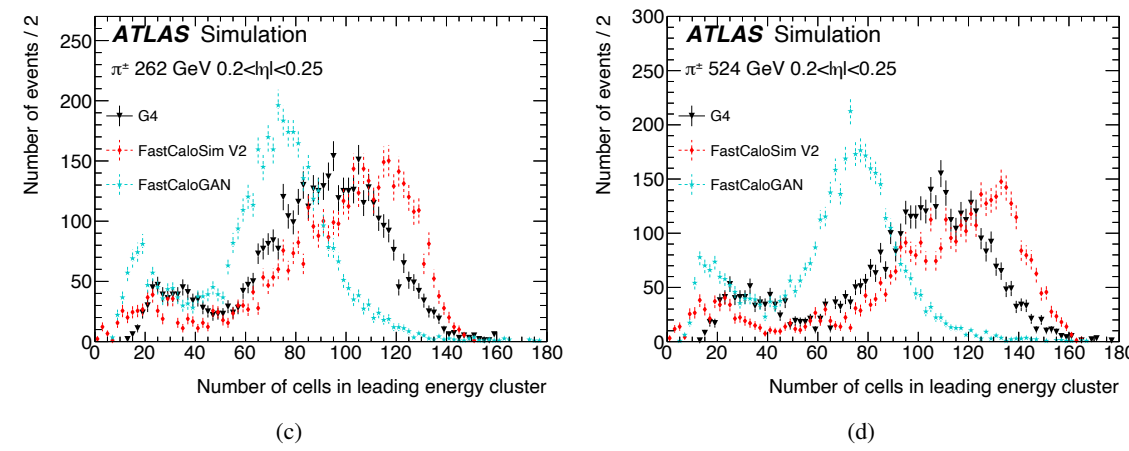 Number of events / 2
250
200
150
100
50
0
ATLAS Simulation
π± 262 GeV 0.2<|η|<0.25
G4
FastCaloSim V2
FastCaloGAN
0 20 40 60 80 100 120 140 160 180
Number of cells in leading energy cluster
(c)
Number of events / 2
300
250
200
150
100
50
0
ATLAS Simulation
π± 524 GeV 0.2<|η|<0.25
G4
FastCaloSim V2
FastCaloGAN
0 20 40 60 80 100 120 140 160 180
Number of cells in leading energy cluster
(d)